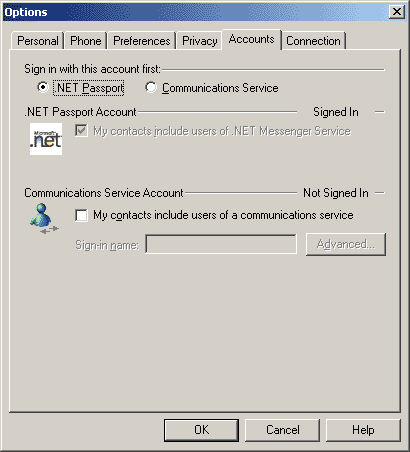 Options
Personal Phone Preferences Privacy Accounts Connection
Sign in with this account first:
.NET Passport Communications Service
.NET Passport Account Signed In
Microsoft .net
My contacts include users of .NET Messenger Service
Communications Service Account Not Signed In
My contacts include users of a communications service
Sign-in name: Advanced...
OK Cancel Help